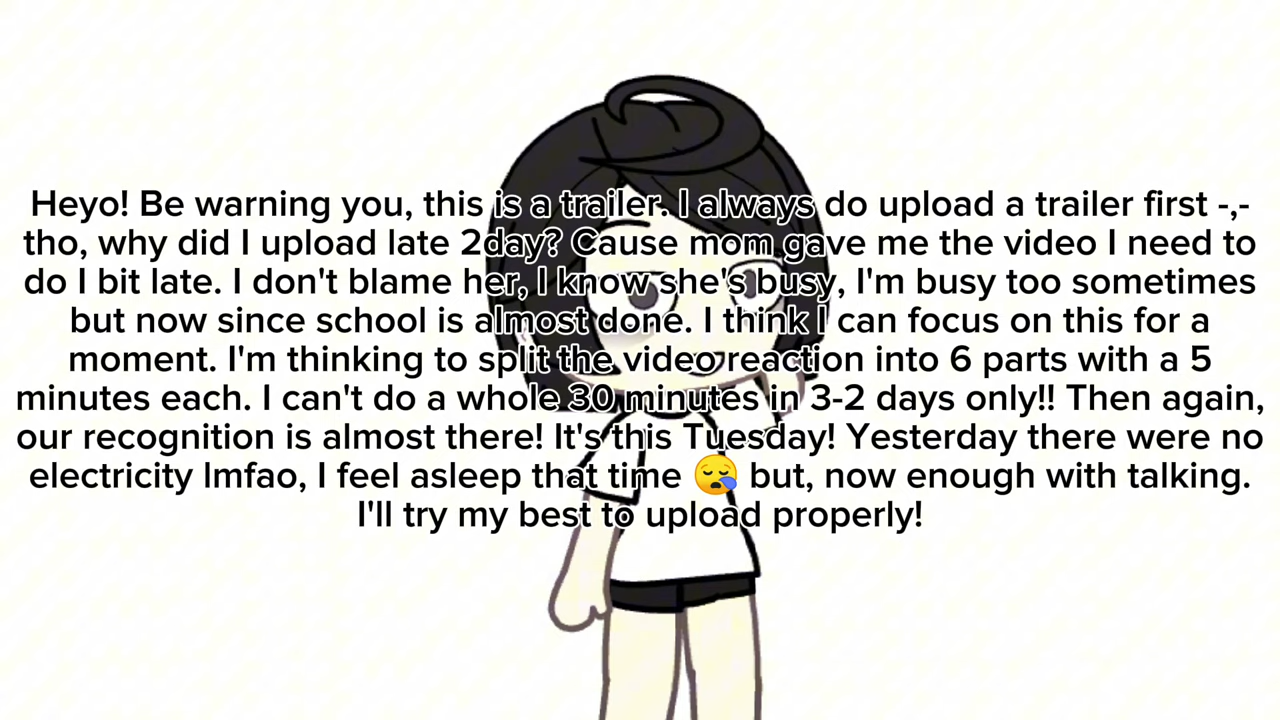 Heyo! Be warning you, this is a trailer. I always do upload a trailer first -,-
tho, why did I upload late 2day? Cause mom gave me the video I need to
do I bit late. I don't blame her, I know she's busy, I'm busy too sometimes
but now since school is almost done. I think I can focus on this for a
moment. I'm thinking to split the video reaction into 6 parts with a 5
minutes each. I can't do a whole 30 minutes in 3-2 days only!! Then again,
our recognition is almost there! It's this Tuesday! Yesterday there were no
electricity lmfao, I feel asleep that time 😪 but, now enough with talking.
I'll try my best to upload properly!